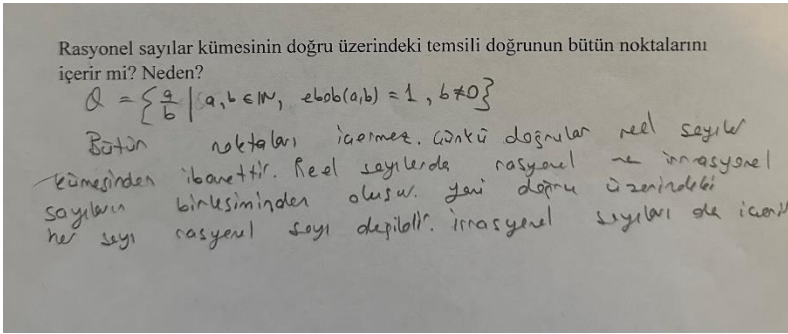 Rasyonel sayılar kümesinin doğru üzerindeki temsili doğrunun bütün noktalarını
içerir mi? Neden?
Q = {a/b | a,b ∈ IN, ebob(a,b) = 1, b≠0}
Bütün noktaları içermez. Çünkü doğrular reel sayılar
kümesinden ibarettir. Reel sayılarda rasyonel ve irrasyonel
sayıların birleşiminden oluşur. Yani doğru üzerindeki
her sayı rasyonel sayı değildir. irrasyonel sayıları da içerir